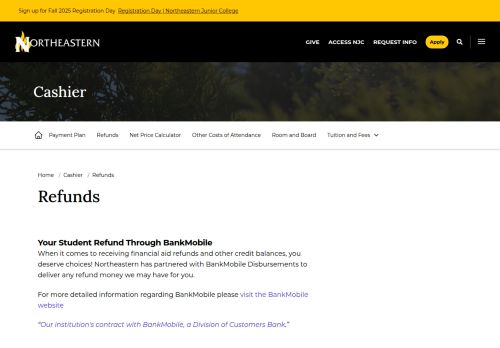 Sign up for Fall 2025 Registration Day Registration Day | Northeastern Junior College
NORTHEASTERN GIVE ACCESS NJC REQUEST INFO Apply
Cashier
Payment Plan Refunds Net Price Calculator Other Costs of Attendance Room and Board Tuition and Fees
Home / Cashier / Refunds
Refunds
Your Student Refund Through BankMobile
When it comes to receiving financial aid refunds and other credit balances, you
deserve choices! Northeastern has partnered with BankMobile Disbursements to
deliver any refund money we may have for you.
For more detailed information regarding BankMobile please visit the BankMobile
website
“Our institution's contract with BankMobile, a Division of Customers Bank.”